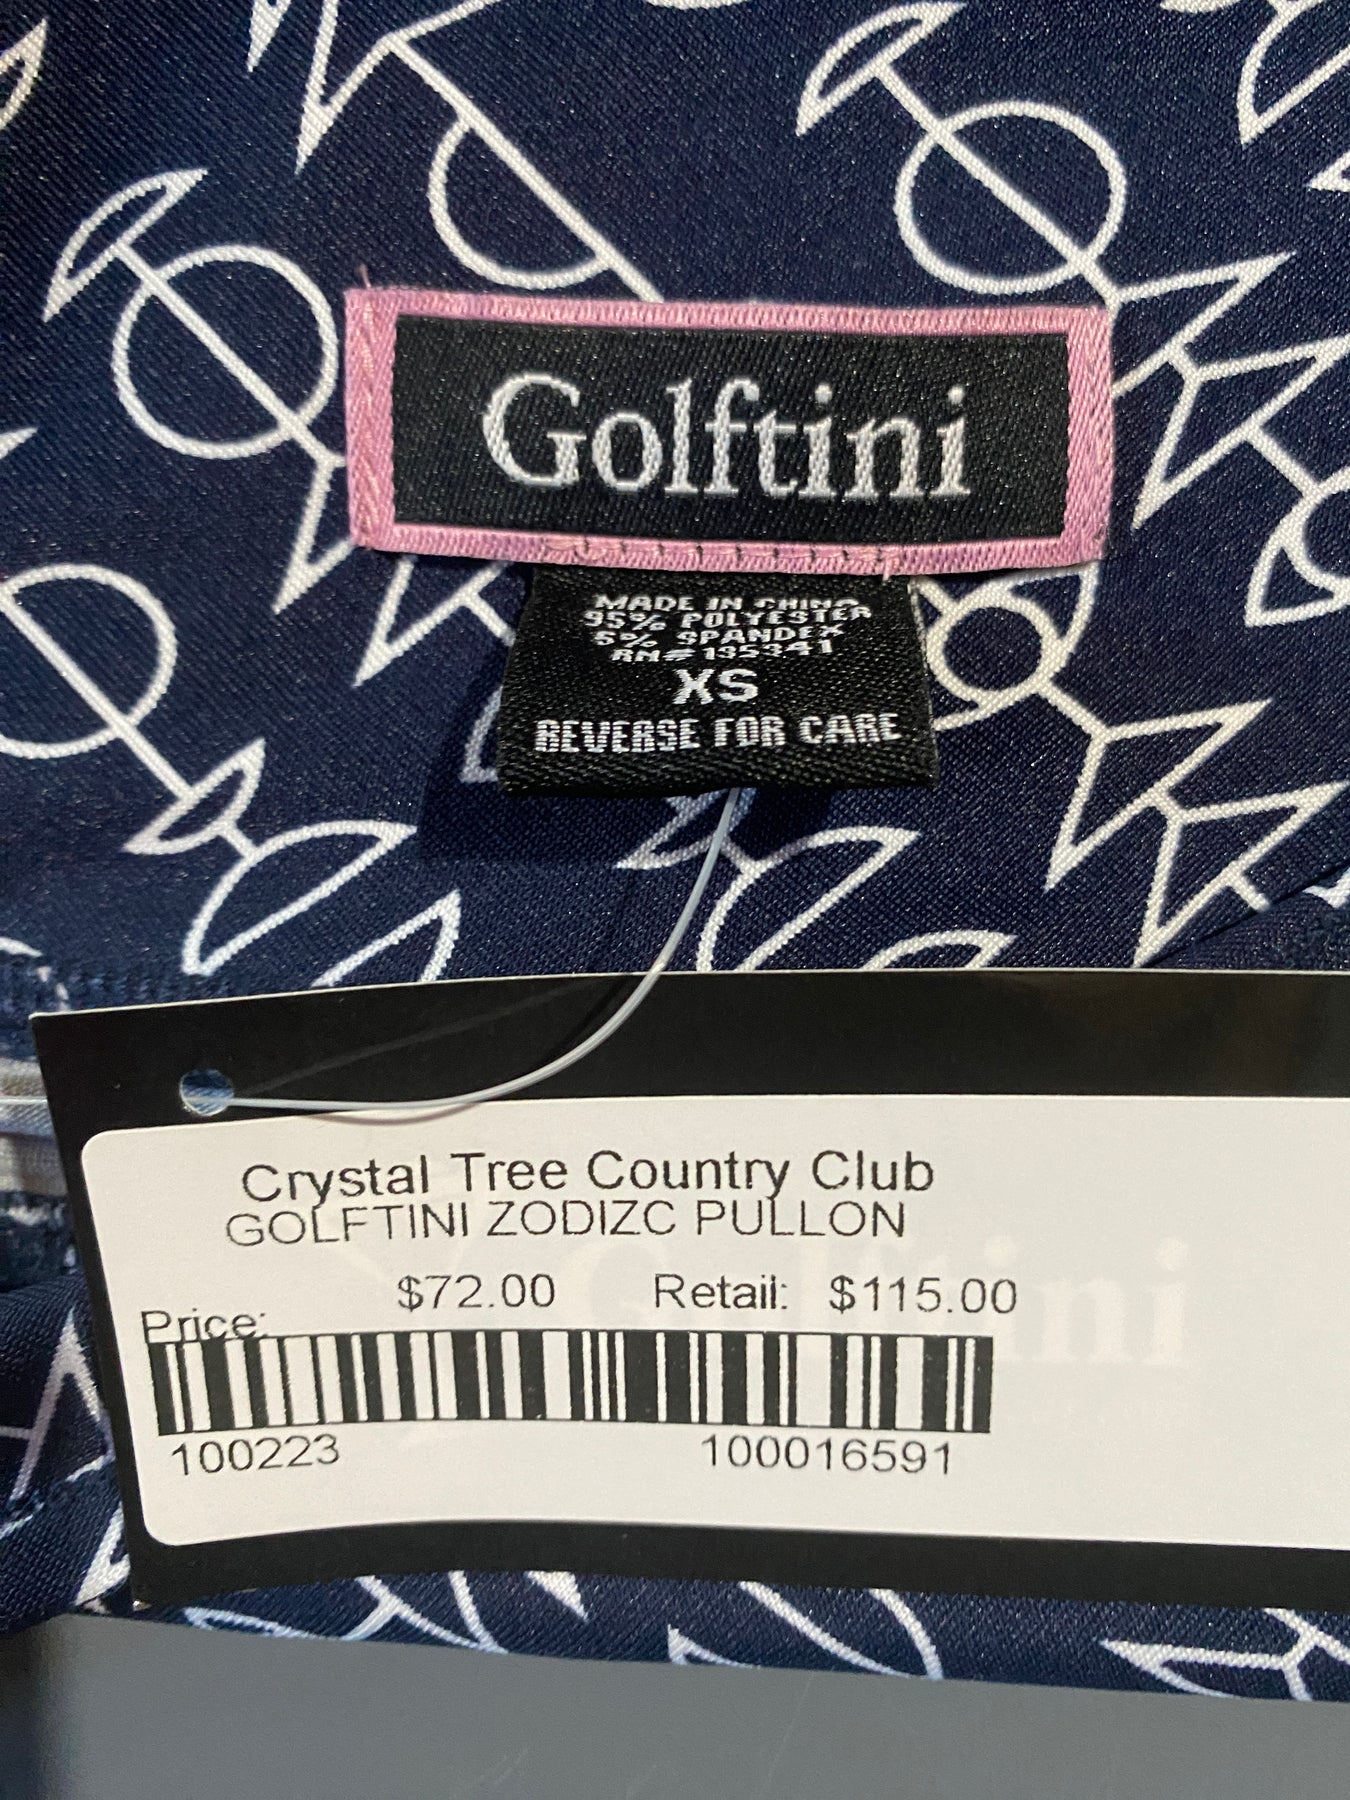 Golftini
MADE IN CHINA
95% POLYESTER
5% SPANDEX
RN# 135341
XS
REVERSE FOR CARE
Crystal Tree Country Club
GOLFTINI ZODIZC PULLON
$72.00 Retail: $115.00
Price:
100223 100016591